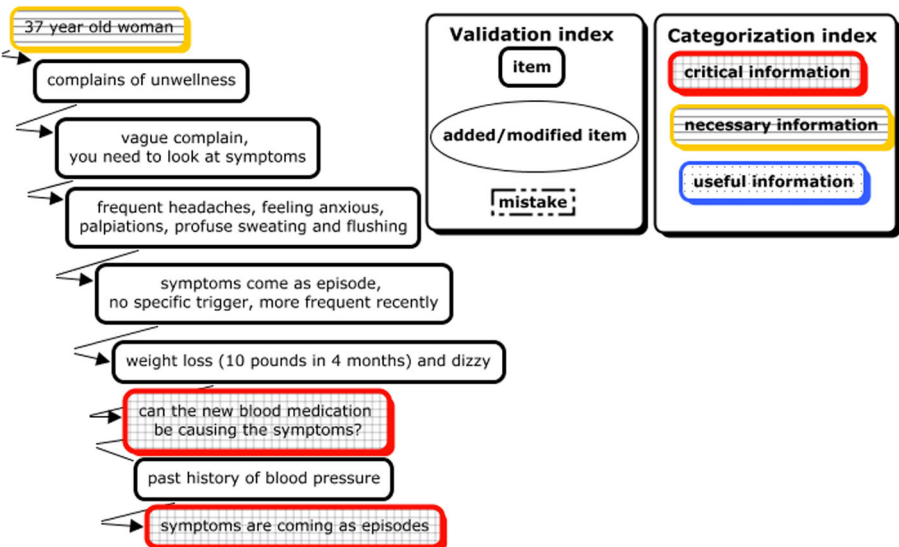 37 year old woman
complains of unwellness
vague complain,
you need to look at symptoms
frequent headaches, feeling anxious,
palpiations, profuse sweating and flushing
symptoms come as episode,
no specific trigger, more frequent recently
weight loss (10 pounds in 4 months) and dizzy
can the new blood medication
be causing the symptoms?
past history of blood pressure
symptoms are coming as episodes
Validation index
item
added/modified item
mistake
Categorization index
critical information
necessary information
useful information